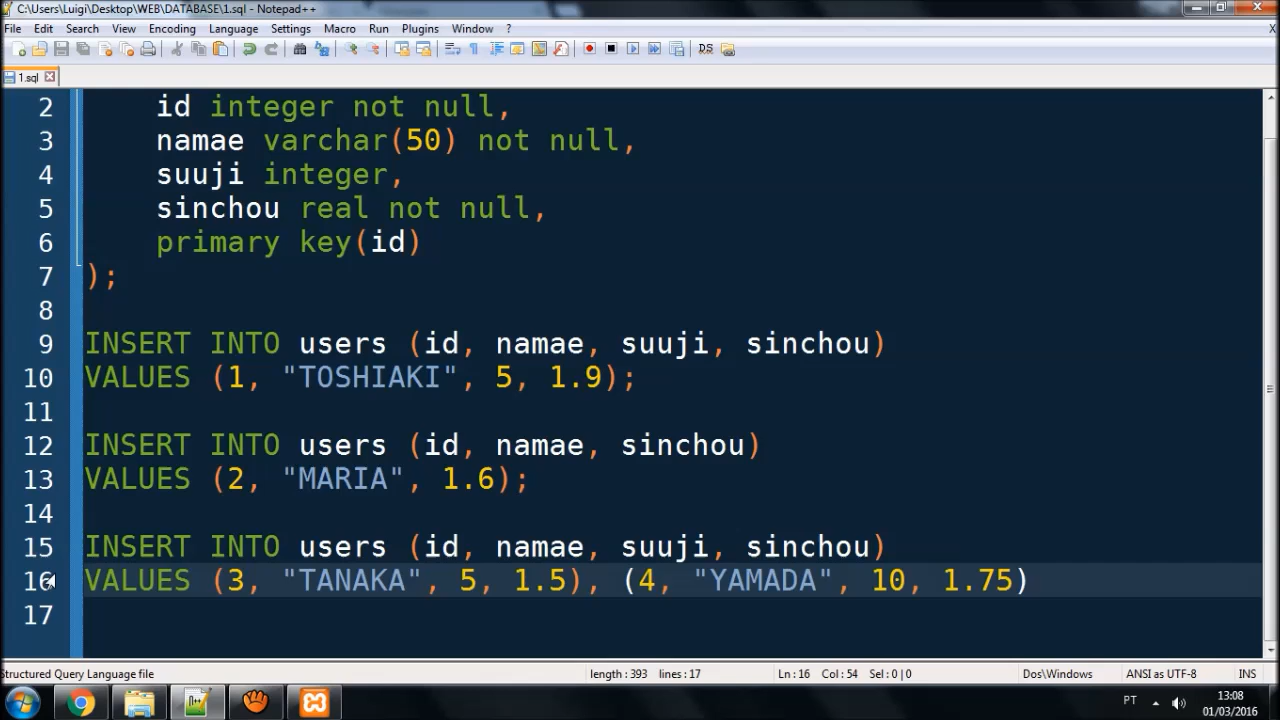 C:\Users\Luigi\Desktop\WEB\DATABASE\1.sql - Notepad++
File Edit Search View Encoding Language Settings Macro Run Plugins Window ? X
DS
1.sql
2 id integer not null,
3 namae varchar(50) not null,
4 suuji integer,
5 sinchou real not null,
6 primary key(id)
7 );
8
9 INSERT INTO users (id, namae, suuji, sinchou)
10 VALUES (1, "TOSHIAKI", 5, 1.9);
11
12 INSERT INTO users (id, namae, sinchou)
13 VALUES (2, "MARIA", 1.6);
14
15 INSERT INTO users (id, namae, suuji, sinchou)
16 VALUES (3, "TANAKA", 5, 1.5), (4, "YAMADA", 10, 1.75)
17
Structured Query Language file length : 393 lines : 17 Ln : 16 Col : 54 Sel : 0 | 0 Dos\Windows ANSI as UTF-8 INS
PT 13:08
01/03/2016